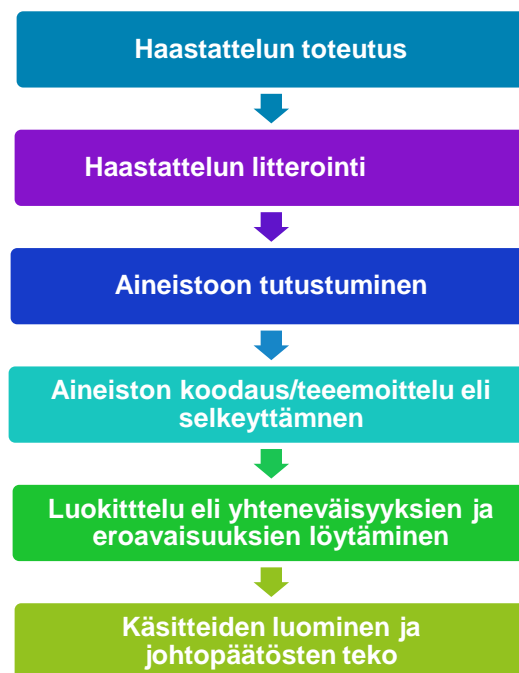 Haastattelun toteutus
Haastattelun litterointi
Aineistoon tutustuminen
Aineiston koodaus/teeemoittelu eli
selkeyttämnen
Luokitttelu eli yhteneväisyyksien ja
eroavaisuuksien löytäminen
Käsitteiden luominen ja
johtopäätösten teko